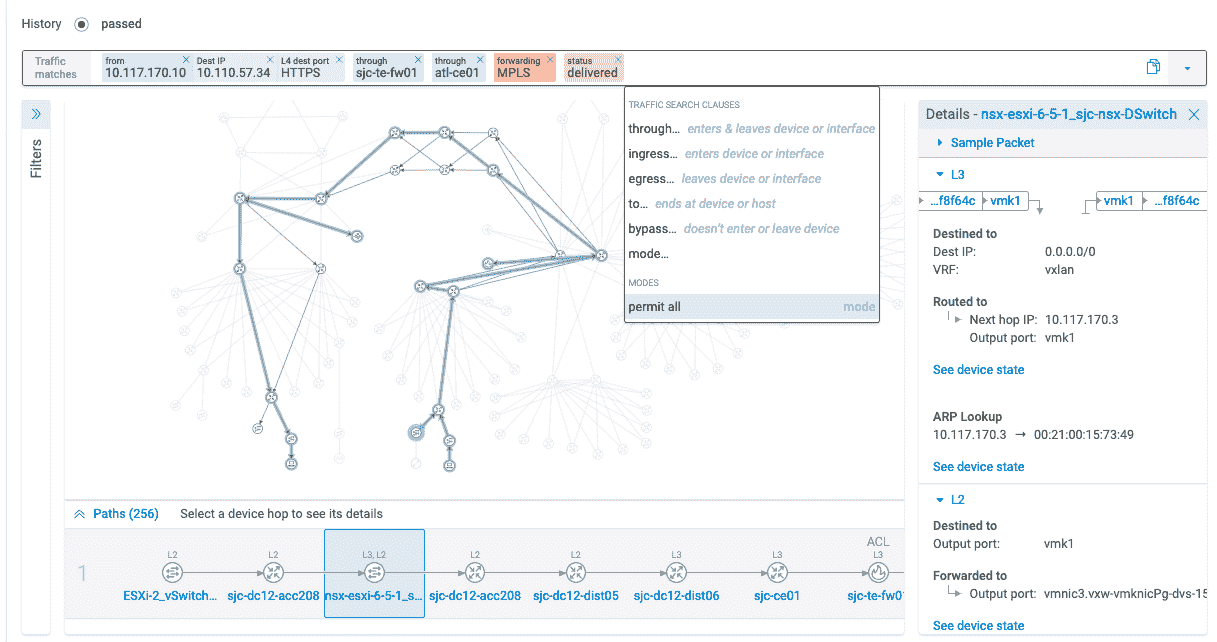 History passed
Traffic matches
from 10.117.170.10
Dest IP 10.110.57.34
L4 dest port HTTPS
through sjc-te-fw01
through atl-ce01
forwarding MPLS
status delivered
Filters
TRAFFIC SEARCH CLAUSES
through... enters & leaves device or interface
ingress... enters device or interface
egress... leaves device or interface
to... ends at device or host
bypass... doesn't enter or leave device
mode...
MODES
permit all mode
Details - nsx-esxi-6-5-1_sjc-nsx-DSwitch
Sample Packet
L3
...f8f64c vmk1 vmk1 ...f8f64c
Destined to
Dest IP: 0.0.0.0/0
VRF: vxlan
Routed to
Next hop IP: 10.117.170.3
Output port: vmk1
See device state
ARP Lookup
10.117.170.3 → 00:21:00:15:73:49
See device state
L2
Destined to
Output port: vmk1
Forwarded to
Output port: vmnic3.vxw-vmknicPg-dvs-15
See device state
Paths (256) Select a device hop to see its details
1
L2
ESXi-2_vSwitch...
L2
sjc-dc12-acc208
L3, L2
nsx-esxi-6-5-1_s...
L2
sjc-dc12-acc208
L2
sjc-dc12-dist05
L3
sjc-dc12-dist06
L3
sjc-ce01
ACL
L3
sjc-te-fw01